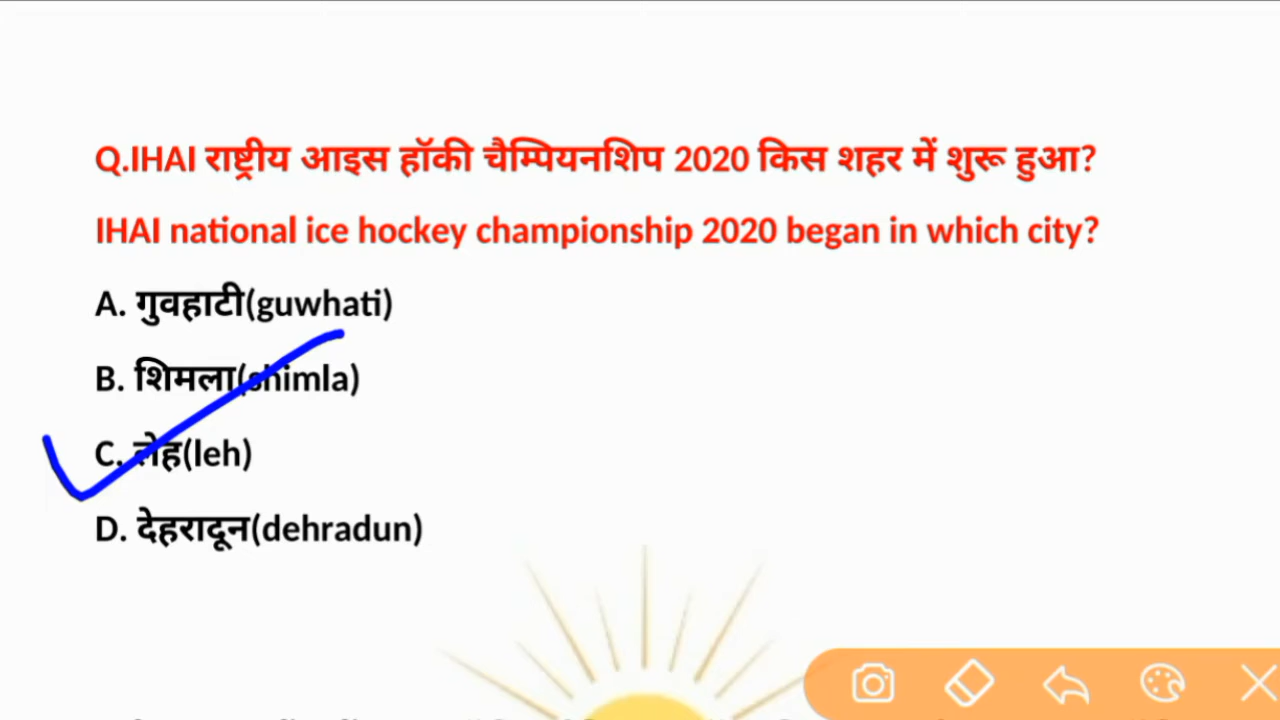 Q.IHAI राष्ट्रीय आइस हॉकी चैम्पियनशिप 2020 किस शहर में शुरू हुआ?
IHAI national ice hockey championship 2020 began in which city?
A. गुवहाटी(guwhati)
B. शिमला(shimla)
C. लेह(leh)
D. देहरादून(dehradun)